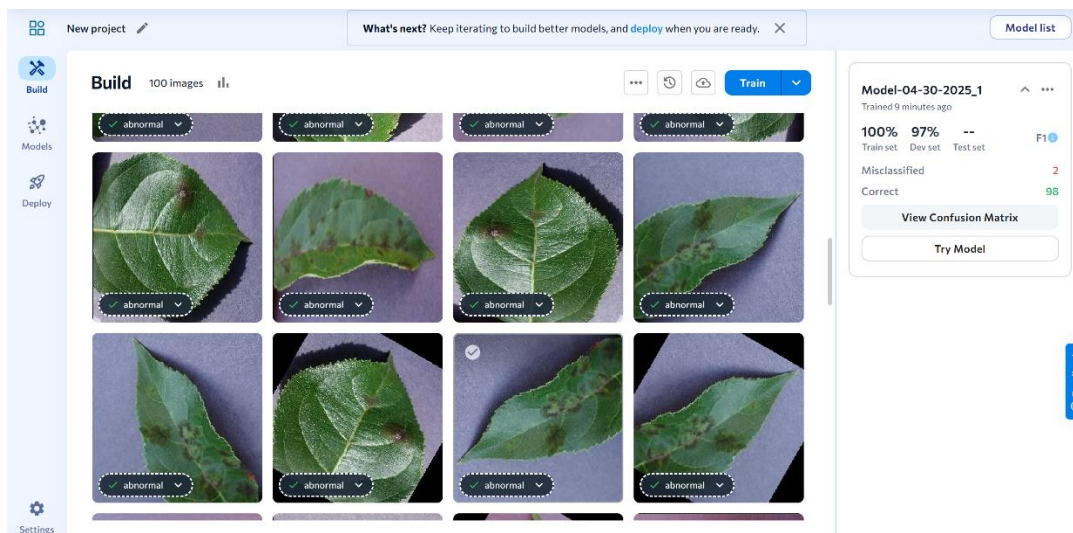 New project
What's next? Keep iterating to build better models, and deploy when you are ready.
Model list
Build
Models
Deploy
Settings
Build 100 images
Train
abnormal abnormal abnormal abnormal
abnormal abnormal abnormal abnormal
abnormal abnormal abnormal abnormal
Model-04-30-2025_1
Trained 9 minutes ago
100% 97% --
Train set Dev set Test set
F1
Misclassified 2
Correct 98
View Confusion Matrix
Try Model